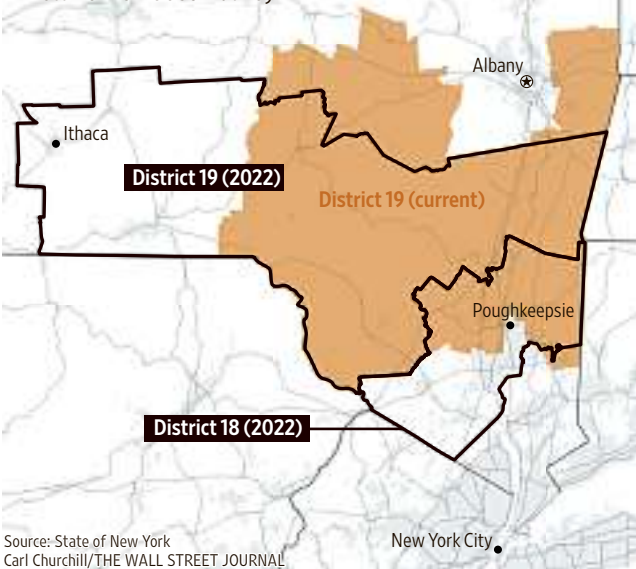 Albany
Ithaca
District 19 (2022)
District 19 (current)
Poughkeepsie
District 18 (2022)
New York City
Source: State of New York
Carl Churchill/THE WALL STREET JOURNAL